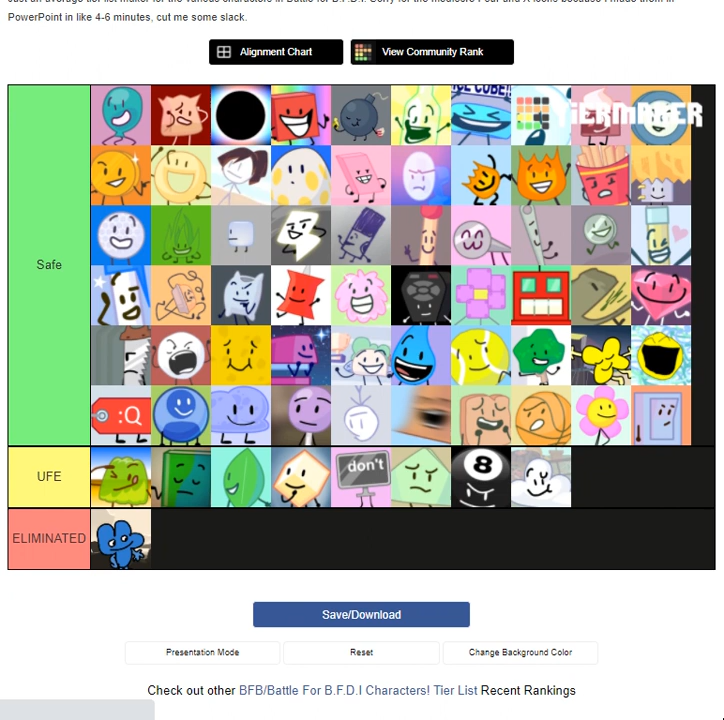 PowerPoint in like 4-6 minutes, cut me some slack.
Alignment Chart
View Community Rank
TIERMAKER
Safe
:Q
UFE
don't
8
ELIMINATED
Save/Download
Presentation Mode
Reset
Change Background Color
Check out other BFB/Battle For B.F.D.I Characters! Tier List Recent Rankings